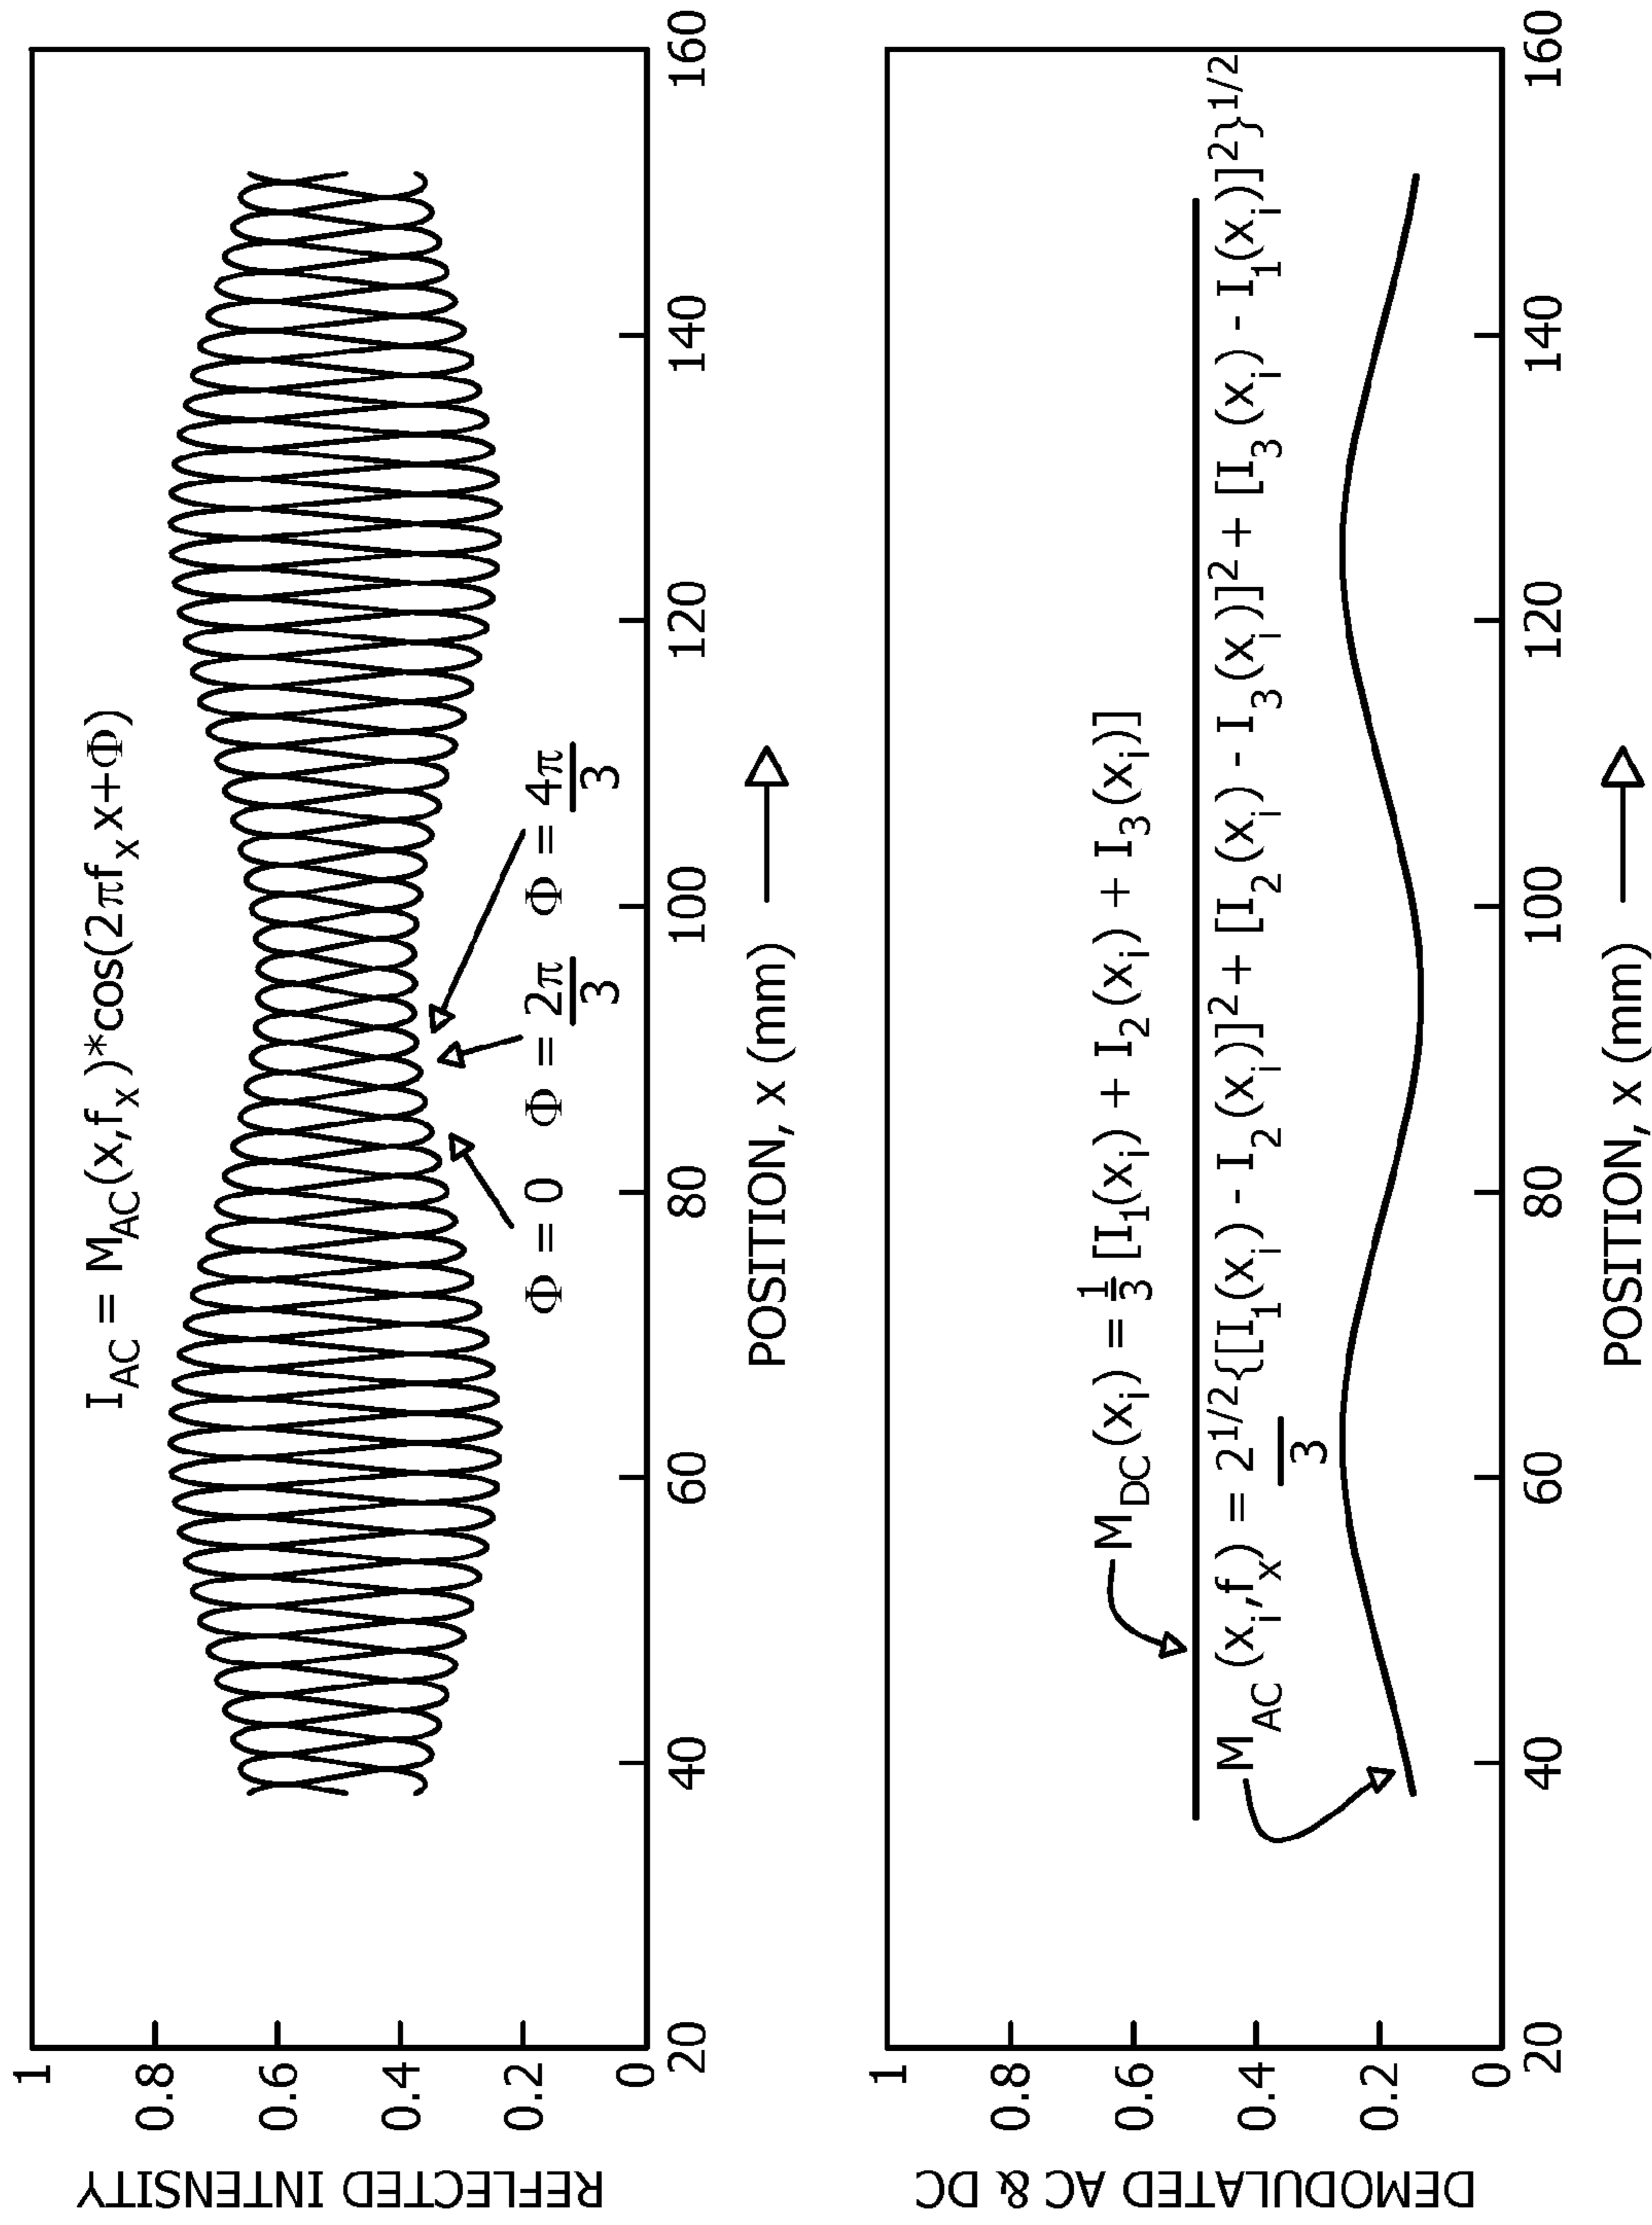 REFLECTED INTENSITY
1
0.8
0.6
0.4
0.2
0
I_AC = M_AC(x,f_x)*cos(2πf_x x+Φ)
Φ = 0 Φ = 2π/3 Φ = 4π/3
20 40 60 80 100 120 140 160
POSITION, x (mm)
DEMODULATED AC & DC
1
0.8
0.6
0.4
0.2
0
M_DC(x_i) = 1/3 [I_1(x_i) + I_2(x_i) + I_3(x_i)]
M_AC(x_i,f_x) = 2^1/2/3 {[I_1(x_i) - I_2(x_i)]^2 + [I_2(x_i) - I_3(x_i)]^2 + [I_3(x_i) - I_1(x_i)]^2}^1/2
20 40 60 80 100 120 140 160
POSITION, x (mm)